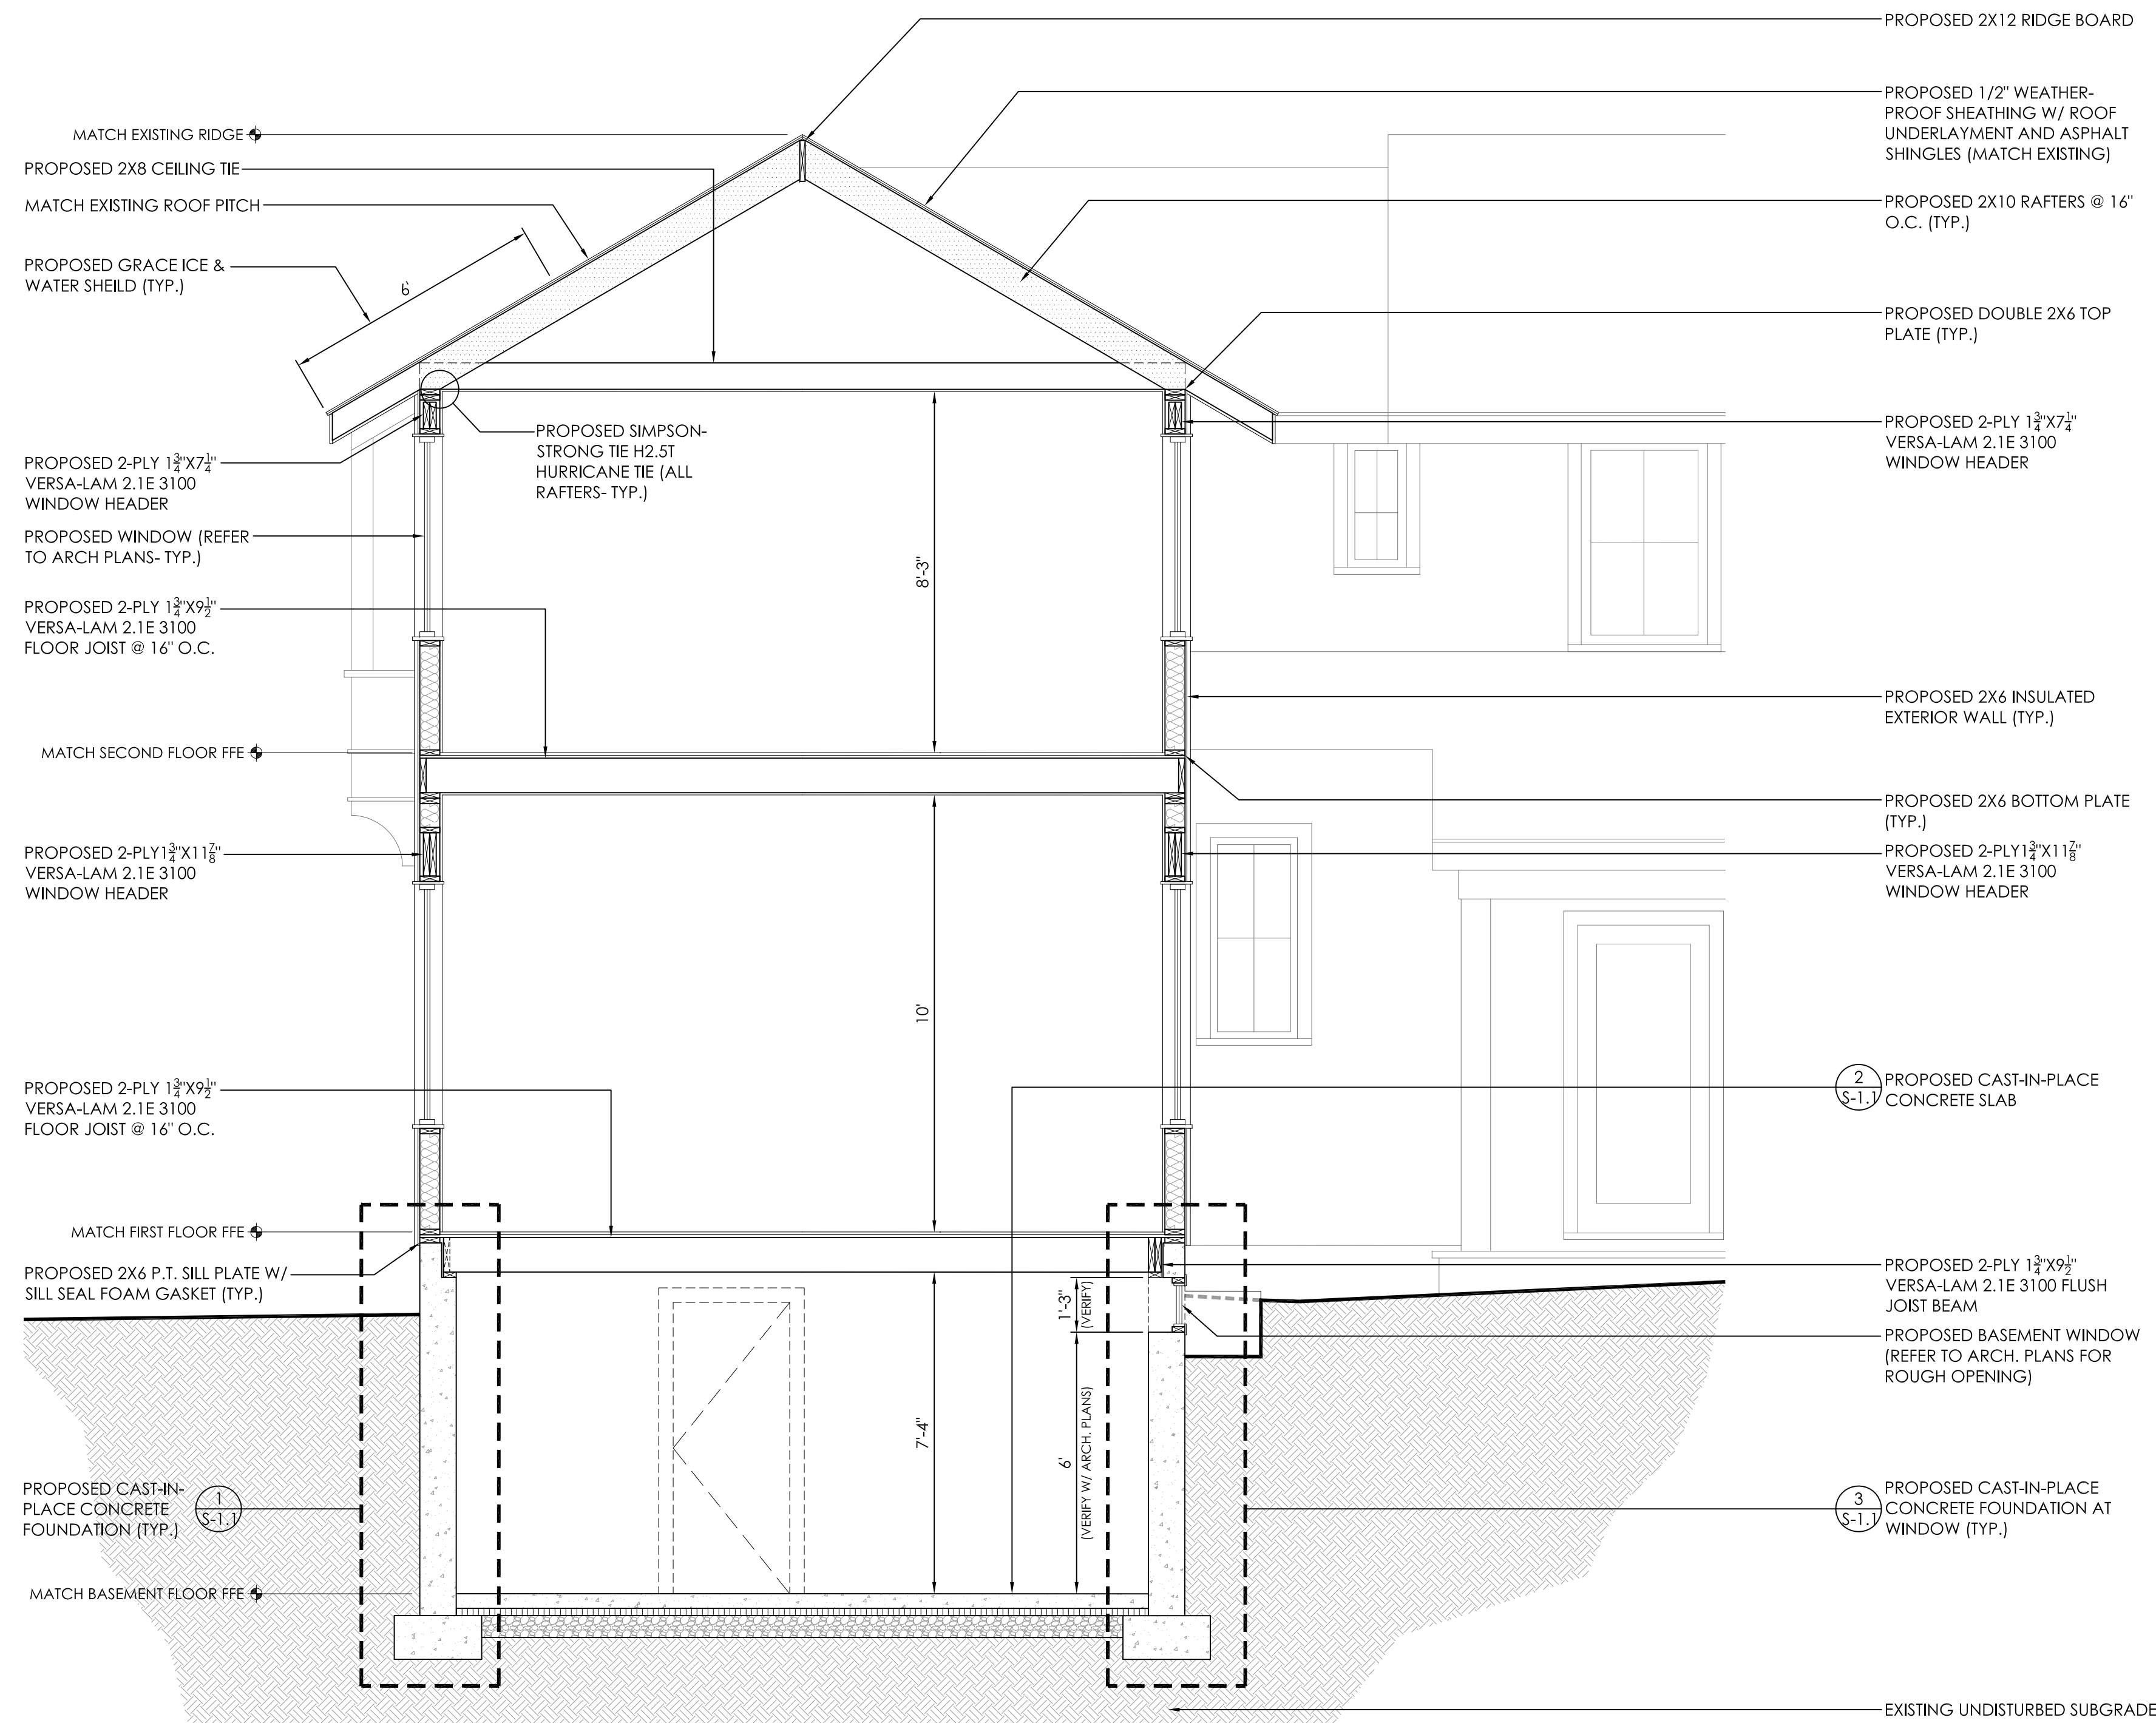 PROPOSED 2X12 RIDGE BOARD
PROPOSED 1/2" WEATHER-
PROOF SHEATHING W/ ROOF
UNDERLAYMENT AND ASPHALT
SHINGLES (MATCH EXISTING)
MATCH EXISTING RIDGE
PROPOSED 2X8 CEILING TIE
MATCH EXISTING ROOF PITCH
PROPOSED 2X10 RAFTERS @ 16"
O.C. (TYP.)
PROPOSED GRACE ICE &
WATER SHEILD (TYP.)
6'
PROPOSED DOUBLE 2X6 TOP
PLATE (TYP.)
PROPOSED SIMPSON-
STRONG TIE H2.5T
HURRICANE TIE (ALL
RAFTERS- TYP.)
PROPOSED 2-PLY 1¾"X7¼"
VERSA-LAM 2.1E 3100
WINDOW HEADER
PROPOSED 2-PLY 1¾"X7¼"
VERSA-LAM 2.1E 3100
WINDOW HEADER
PROPOSED WINDOW (REFER
TO ARCH PLANS- TYP.)
8'-3"
PROPOSED 2-PLY 1¾"X9½"
VERSA-LAM 2.1E 3100
FLOOR JOIST @ 16" O.C.
PROPOSED 2X6 INSULATED
EXTERIOR WALL (TYP.)
MATCH SECOND FLOOR FFE
PROPOSED 2X6 BOTTOM PLATE
(TYP.)
PROPOSED 2-PLY1¾"X11⅞"
VERSA-LAM 2.1E 3100
WINDOW HEADER
PROPOSED 2-PLY1¾"X11⅞"
VERSA-LAM 2.1E 3100
WINDOW HEADER
10'
PROPOSED 2-PLY 1¾"X9½"
VERSA-LAM 2.1E 3100
FLOOR JOIST @ 16" O.C.
2
S-1.1
PROPOSED CAST-IN-PLACE
CONCRETE SLAB
MATCH FIRST FLOOR FFE
PROPOSED 2X6 P.T. SILL PLATE W/
SILL SEAL FOAM GASKET (TYP.)
1'-3"
(VERIFY)
PROPOSED 2-PLY 1¾"X9½"
VERSA-LAM 2.1E 3100 FLUSH
JOIST BEAM
PROPOSED BASEMENT WINDOW
(REFER TO ARCH. PLANS FOR
ROUGH OPENING)
7'-4"
6'
(VERIFY W/ ARCH. PLANS)
PROPOSED CAST-IN-
PLACE CONCRETE
FOUNDATION (TYP.)
1
S-1.1
3
S-1.1
PROPOSED CAST-IN-PLACE
CONCRETE FOUNDATION AT
WINDOW (TYP.)
MATCH BASEMENT FLOOR FFE
EXISTING UNDISTURBED SUBGRADE